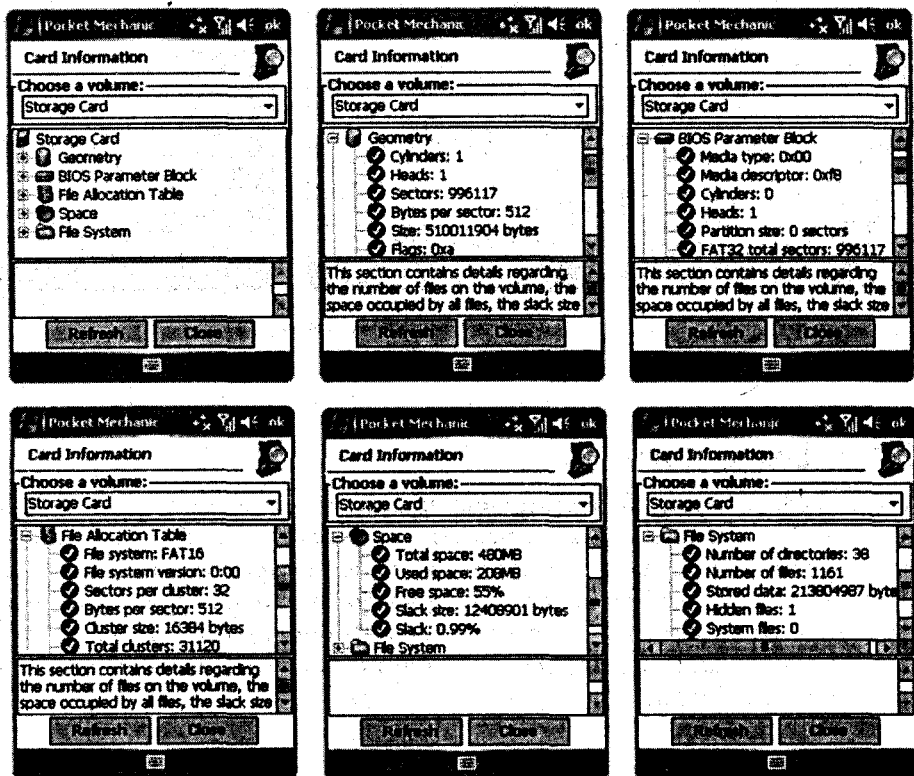 Pocket Mechanic ok
Card Information
Choose a volume:
Storage Card
Storage Card
Geometry
BIOS Parameter Block
File Allocation Table
Space
File System
Refresh Close
Pocket Mechanic ok
Card Information
Choose a volume:
Storage Card
Geometry
Cylinders: 1
Heads: 1
Sectors: 996117
Bytes per sector: 512
Size: 510011904 bytes
Flags: 0xa
This section contains details regarding
the number of files on the volume, the
space occupied by all files, the slack size
Refresh Close
Pocket Mechanic ok
Card Information
Choose a volume:
Storage Card
BIOS Parameter Block
Media type: 0x00
Media descriptor: 0xf8
Cylinders: 0
Heads: 1
Partition size: 0 sectors
FAT32 total sectors: 996117
This section contains details regarding
the number of files on the volume, the
space occupied by all files, the slack size
Refresh Close
Pocket Mechanic ok
Card Information
Choose a volume:
Storage Card
File Allocation Table
File system: FAT16
File system version: 0:00
Sectors per cluster: 32
Bytes per sector: 512
Cluster size: 16384 bytes
Total clusters: 31120
This section contains details regarding
the number of files on the volume, the
space occupied by all files, the slack size
Refresh Close
Pocket Mechanic ok
Card Information
Choose a volume:
Storage Card
Space
Total space: 480MB
Used space: 208MB
Free space: 55%
Slack size: 12408901 bytes
Slack: 0.99%
File System
Refresh Close
Pocket Mechanic ok
Card Information
Choose a volume:
Storage Card
File System
Number of directories: 38
Number of files: 1161
Stored data: 213804987 byte
Hidden files: 1
System files: 0
Refresh Close